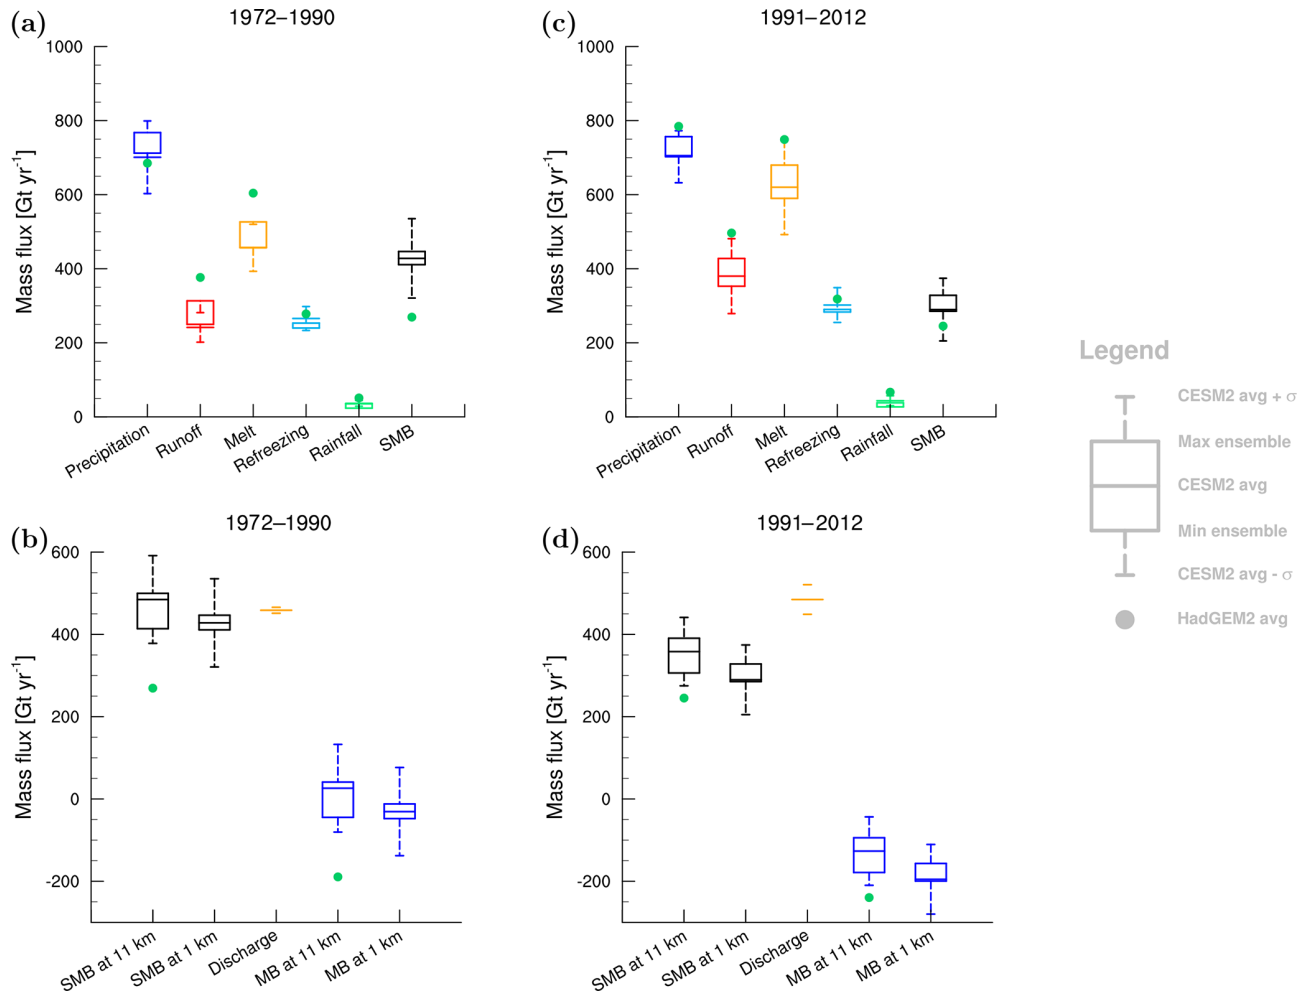 (a)
1972–1990
1000
800
600
400
200
0
Mass flux [Gt yr-1]
Precipitation
Runoff
Melt
Refreezing
Rainfall
SMB
(c)
1991–2012
1000
800
600
400
200
0
Mass flux [Gt yr-1]
Precipitation
Runoff
Melt
Refreezing
Rainfall
SMB
Legend
CESM2 avg + σ
Max ensemble
CESM2 avg
Min ensemble
CESM2 avg - σ
HadGEM2 avg
(b)
1972–1990
600
400
200
0
-200
Mass flux [Gt yr-1]
SMB at 11 km
SMB at 1 km
Discharge
MB at 11 km
MB at 1 km
(d)
1991–2012
600
400
200
0
-200
Mass flux [Gt yr-1]
SMB at 11 km
SMB at 1 km
Discharge
MB at 11 km
MB at 1 km